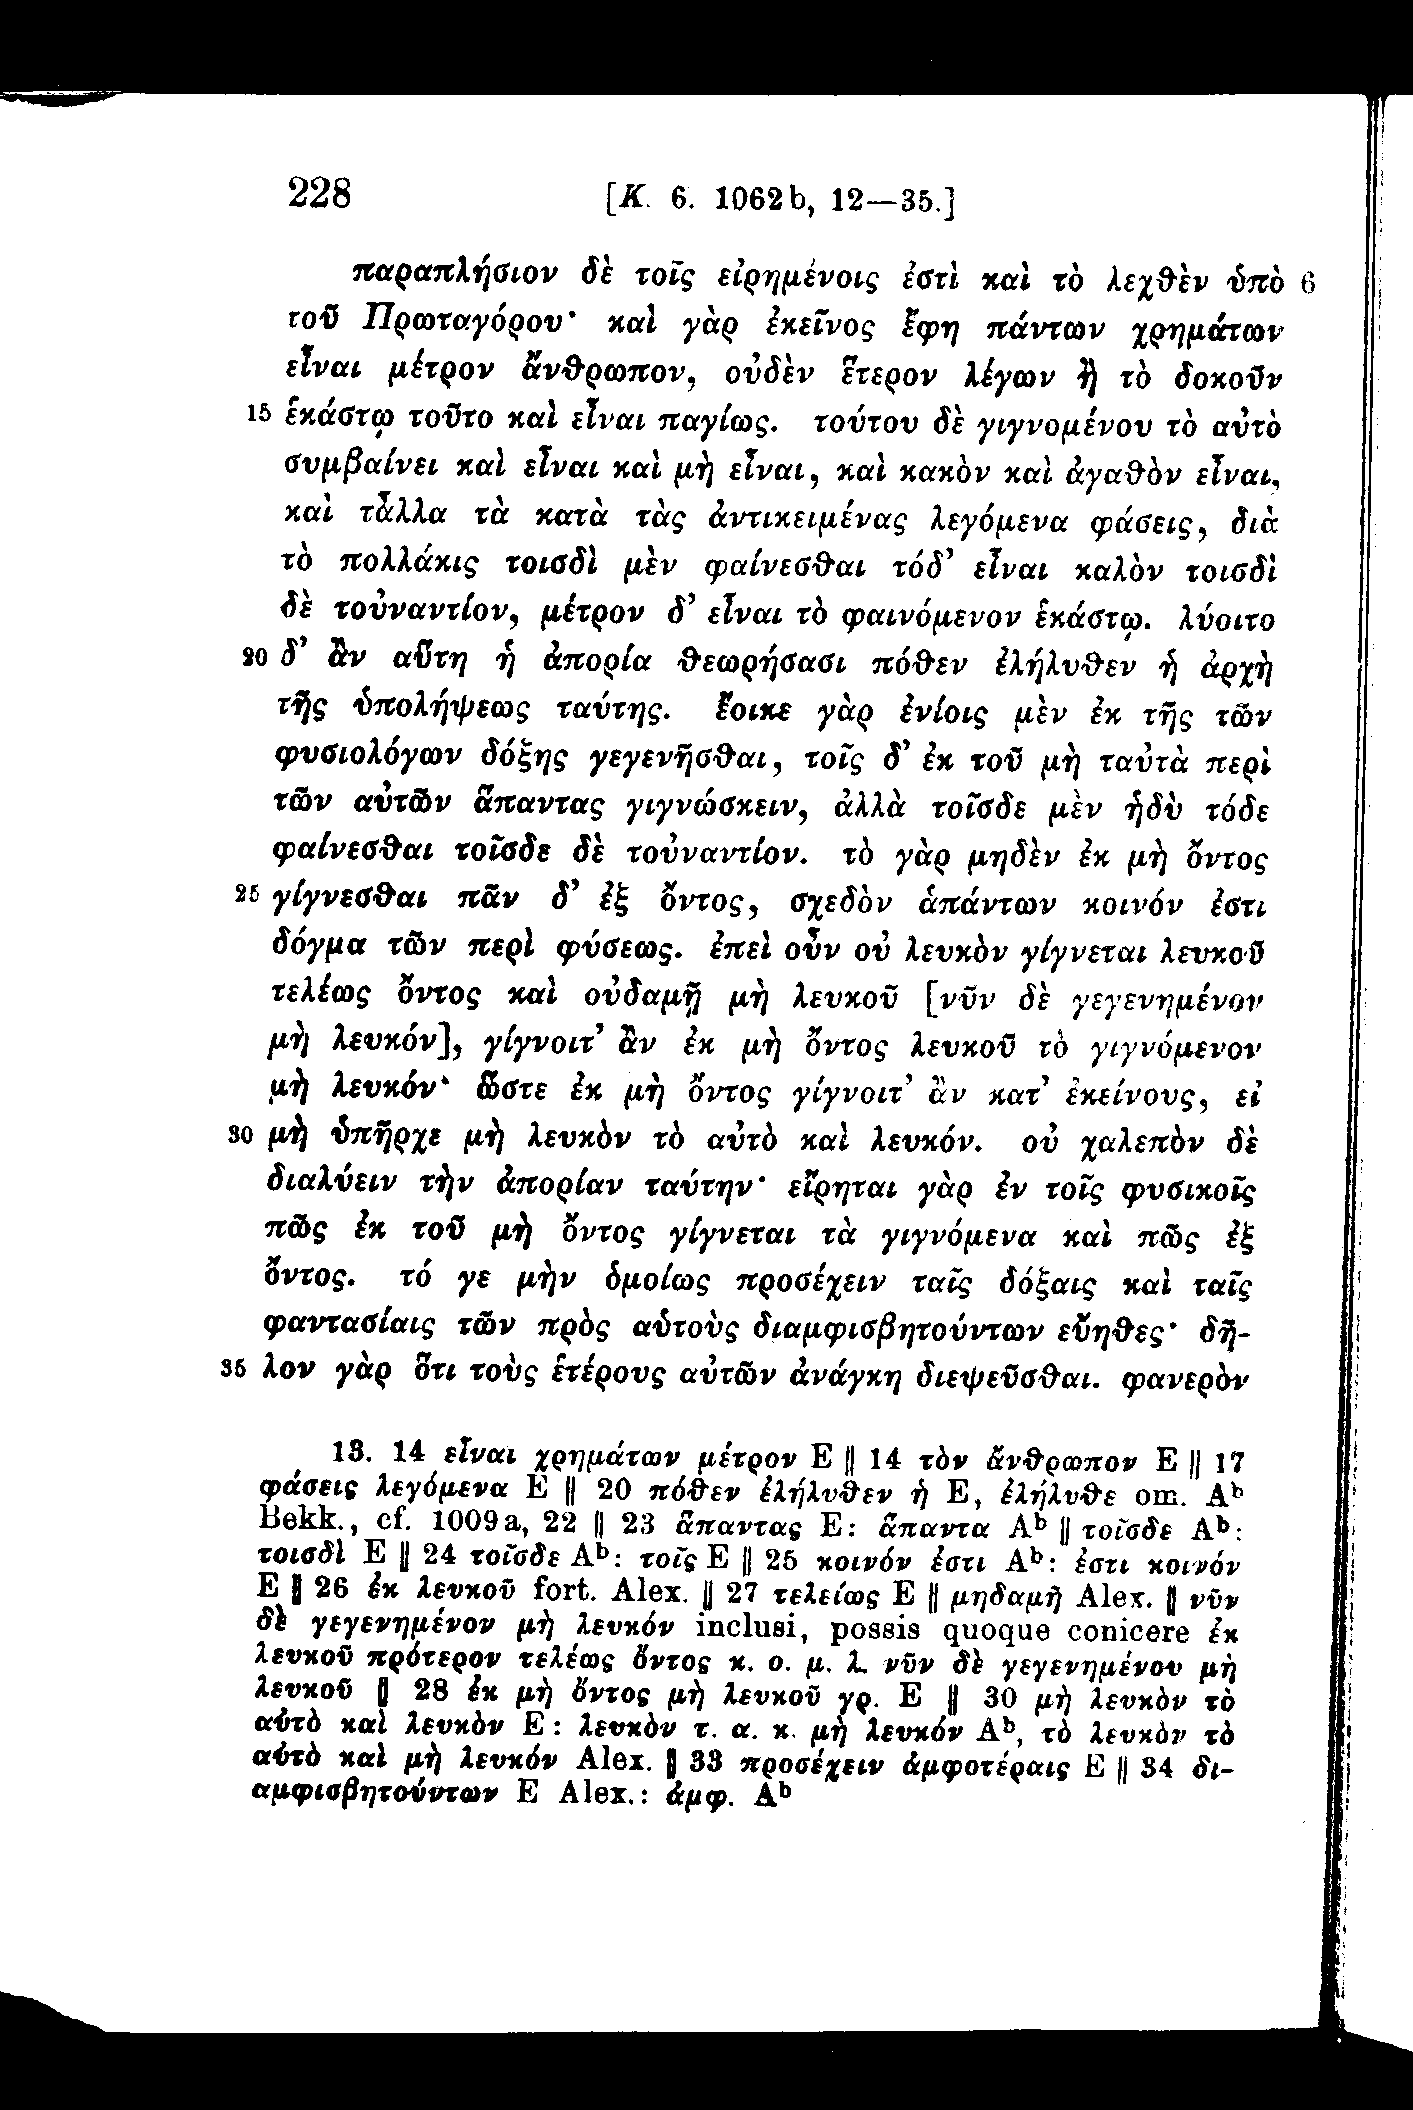 228 [K. 6. 1062b, 12—35.]
παραπλήσιον δὲ τοῖς εἰρημένοις ἐστὶ καὶ τὸ λεχθὲν ὑπὸ 6
τοῦ Πρωταγόρου· καὶ γὰρ ἐκεῖνος ἔφη πάντων χρημάτων
εἶναι μέτρον ἄνθρωπον, οὐδὲν ἕτερον λέγων ἢ τὸ δοκοῦν
15 ἑκάστῳ τοῦτο καὶ εἶναι παγίως. τούτου δὲ γιγνομένου τὸ αὐτὸ
συμβαίνει καὶ εἶναι καὶ μὴ εἶναι, καὶ κακὸν καὶ ἀγαθὸν εἶναι,
καὶ τἆλλα τὰ κατὰ τὰς ἀντικειμένας λεγόμενα φάσεις, διὰ
τὸ πολλάκις τοισδὶ μὲν φαίνεσθαι τόδ’ εἶναι καλὸν τοισδὶ
δὲ τοὐναντίον, μέτρον δ’ εἶναι τὸ φαινόμενον ἑκάστῳ. λύοιτο
20 δ’ ἂν αὕτη ἡ ἀπορία θεωρήσασι πόθεν ἐλήλυθεν ἡ ἀρχὴ
τῆς ὑπολήψεως ταύτης. ἔοικε γὰρ ἐνίοις μὲν ἐκ τῆς τῶν
φυσιολόγων δόξης γεγενῆσθαι, τοῖς δ’ ἐκ τοῦ μὴ ταὐτὰ περὶ
τῶν αὐτῶν ἅπαντας γιγνώσκειν, ἀλλὰ τοῖσδε μὲν ἡδὺ τόδε
φαίνεσθαι τοῖσδε δὲ τοὐναντίον. τὸ γὰρ μηδὲν ἐκ μὴ ὄντος
25 γίγνεσθαι πᾶν δ’ ἐξ ὄντος, σχεδὸν ἁπάντων κοινόν ἐστι
δόγμα τῶν περὶ φύσεως. ἐπεὶ οὖν οὐ λευκὸν γίγνεται λευκοῦ
τελέως ὄντος καὶ οὐδαμῇ μὴ λευκοῦ [νῦν δὲ γεγενημένον
μὴ λευκόν], γίγνοιτ’ ἂν ἐκ μὴ ὄντος λευκοῦ τὸ γιγνόμενον
μὴ λευκόν· ὥστε ἐκ μὴ ὄντος γίγνοιτ’ ἂν κατ’ ἐκείνους, εἰ
30 μὴ ὑπῆρχε μὴ λευκὸν τὸ αὐτὸ καὶ λευκόν. οὐ χαλεπὸν δὲ
διαλύειν τὴν ἀπορίαν ταύτην· εἴρηται γὰρ ἐν τοῖς φυσικοῖς
πῶς ἐκ τοῦ μὴ ὄντος γίγνεται τὰ γιγνόμενα καὶ πῶς ἐξ
ὄντος. τό γε μὴν ὁμοίως προσέχειν ταῖς δόξαις καὶ ταῖς
φαντασίαις τῶν πρὸς αὑτοὺς διαμφισβητούντων εὔηθες· δῆ-
35 λον γὰρ ὅτι τοὺς ἑτέρους αὐτῶν ἀνάγκη διεψεῦσθαι. φανερὸν
13. 14 εἶναι χρημάτων μέτρον E ‖ 14 τὸν ἄνθρωπον E ‖ 17
φάσεις λεγόμενα E ‖ 20 πόθεν ἐλήλυθεν ἡ E, ἐλήλυθε om. Aᵇ
Bekk., cf. 1009a, 22 ‖ 23 ἅπαντας E: ἅπαντα Aᵇ ‖ τοῖσδε Aᵇ:
τοισδὶ E ‖ 24 τοῖσδε Aᵇ: τοῖς E ‖ 25 κοινόν ἐστι Aᵇ: ἐστι κοινόν
E ‖ 26 ἐκ λευκοῦ fort. Alex. ‖ 27 τελείως E ‖ μηδαμῆ Alex. ‖ νῦν
δὲ γεγενημένον μὴ λευκόν inclusi, possis quoque conicere ἐκ
λευκοῦ πρότερον τελέως ὄντος κ. ο. μ. λ. νῦν δὲ γεγενημένου μὴ
λευκοῦ ‖ 28 ἐκ μὴ ὄντος μὴ λευκοῦ γρ. E ‖ 30 μὴ λευκὸν τὸ
αὐτὸ καὶ λευκὸν E: λευκὸν τ. α. κ. μὴ λευκόν Aᵇ, τὸ λευκὸν τὸ
αὐτὸ καὶ μὴ λευκόν Alex. ‖ 33 προσέχειν ἀμφοτέραις E ‖ 34 δι-
αμφισβητούντων E Alex.: ἀμφ. Aᵇ